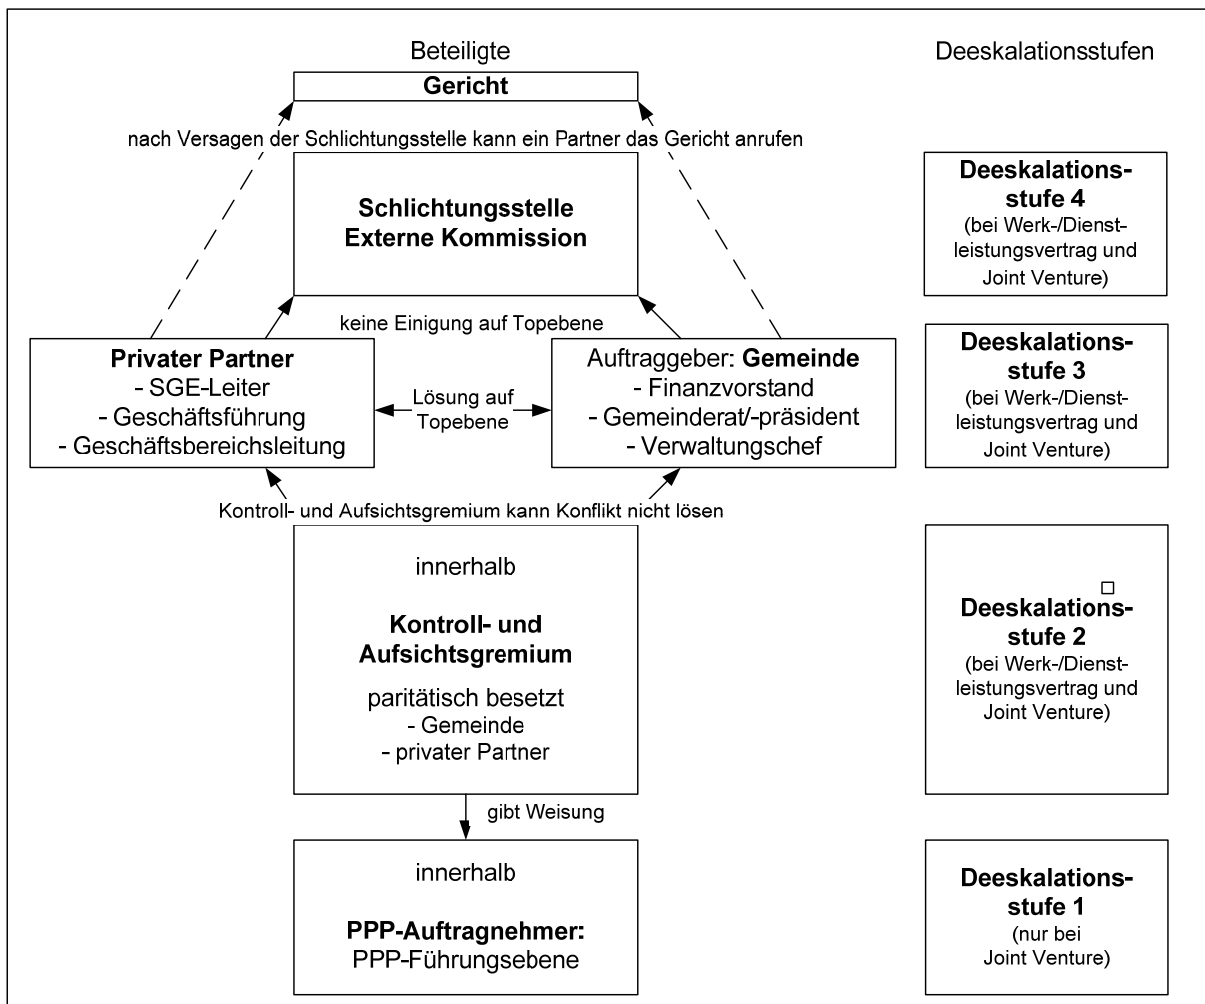 Beteiligte
Deeskalationsstufen
Gericht
nach Versagen der Schlichtungsstelle kann ein Partner das Gericht anrufen
Schlichtungsstelle
Externe Kommission
Deeskalations-
stufe 4
(bei Werk-/Dienst-
leistungsvertrag und
Joint Venture)
keine Einigung auf Topebene
Privater Partner
- SGE-Leiter
- Geschäftsführung
- Geschäftsbereichsleitung
Lösung auf
Topebene
Auftraggeber: Gemeinde
- Finanzvorstand
- Gemeinderat/-präsident
- Verwaltungschef
Deeskalations-
stufe 3
(bei Werk-/Dienst-
leistungsvertrag und
Joint Venture)
Kontroll- und Aufsichtsgremium kann Konflikt nicht lösen
innerhalb
Kontroll- und
Aufsichtsgremium
paritätisch besetzt
- Gemeinde
- privater Partner
Deeskalations-
stufe 2
(bei Werk-/Dienst-
leistungsvertrag und
Joint Venture)
gibt Weisung
innerhalb
PPP-Auftragnehmer:
PPP-Führungsebene
Deeskalations-
stufe 1
(nur bei
Joint Venture)